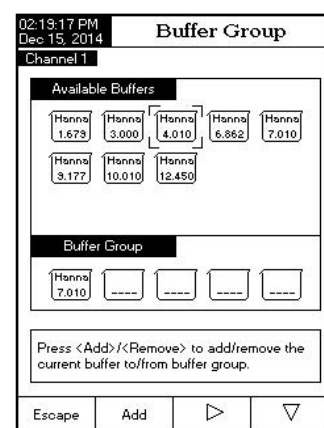 02:19:17 PM
Dec 15, 2014
Buffer Group
Channel 1
Available Buffers
Hanna Hanna Hanna Hanna Hanna
1.679 3.000 4.010 6.862 7.010
Hanna Hanna Hanna
9.177 10.010 12.450
Buffer Group
Hanna
7.010 ---- ---- ---- ----
Press <Add>/<Remove> to add/remove the
current buffer to/from buffer group.
Escape Add